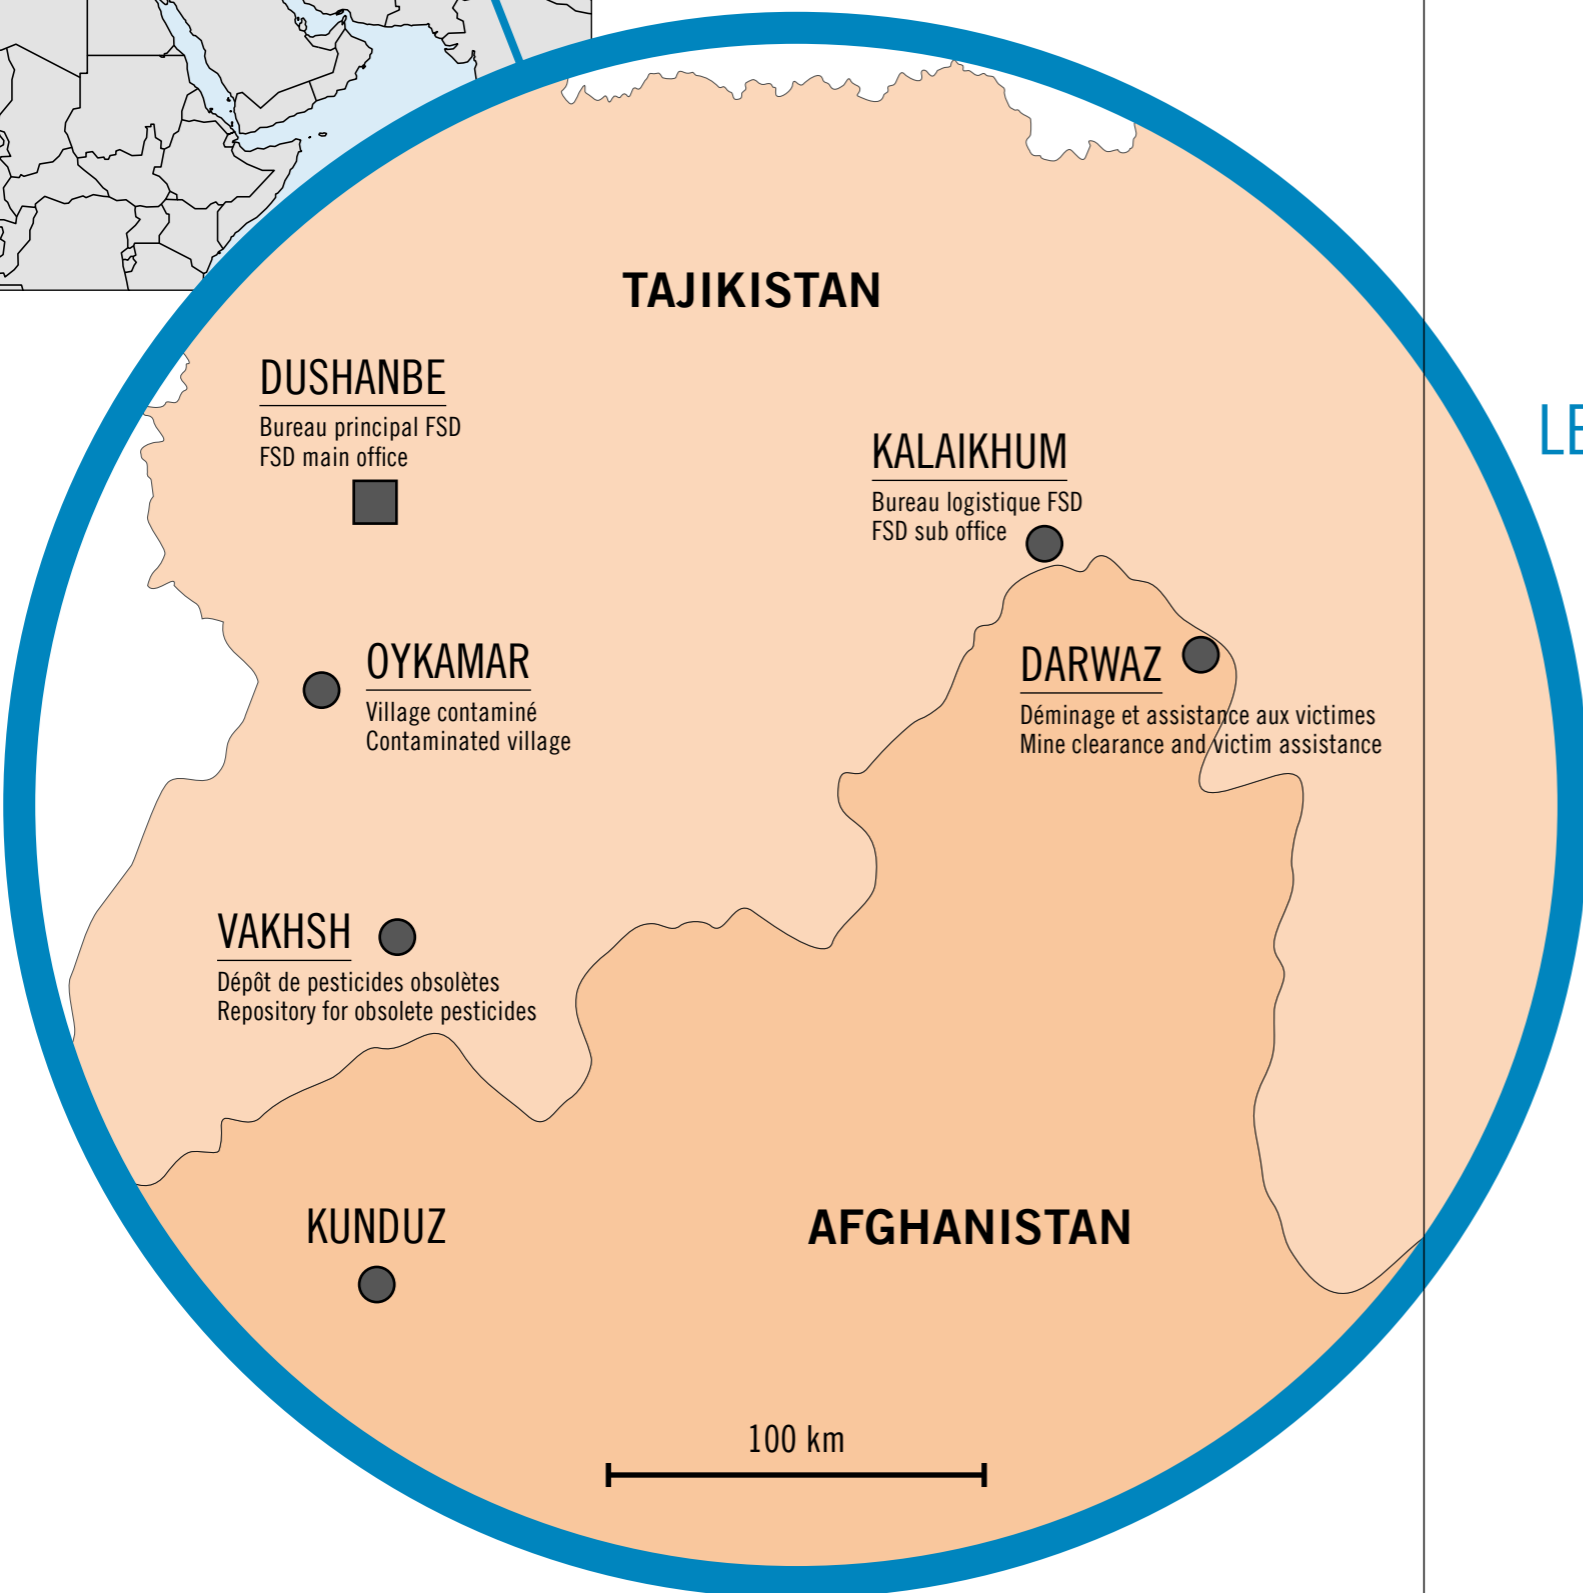 TAJIKISTAN
DUSHANBE
Bureau principal FSD
FSD main office
KALAIKHUM
Bureau logistique FSD
FSD sub office
LE
OYKAMAR
Village contaminé
Contaminated village
DARWAZ
Déminage et assistance aux victimes
Mine clearance and victim assistance
VAKHSH
Dépôt de pesticides obsolètes
Repository for obsolete pesticides
KUNDUZ
AFGHANISTAN
100 km